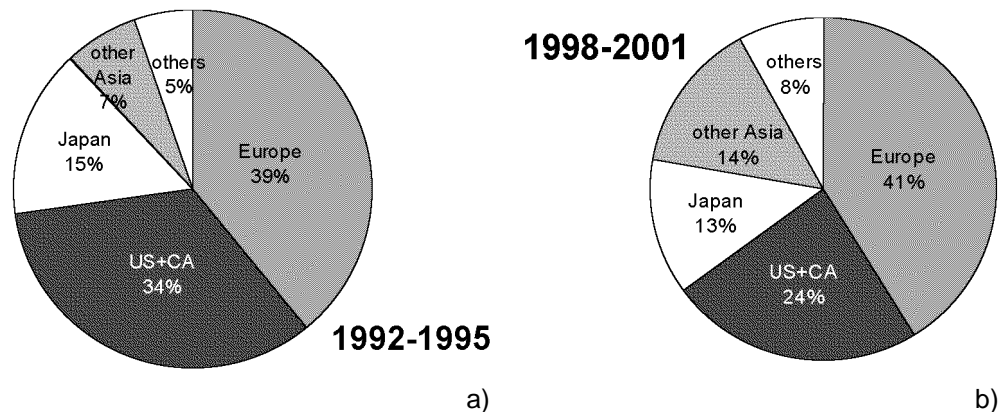 other
Asia
7%
others
5%
Japan
15%
Europe
39%
US+CA
34%
1992-1995
a)
1998-2001
others
8%
other Asia
14%
Europe
41%
Japan
13%
US+CA
24%
b)